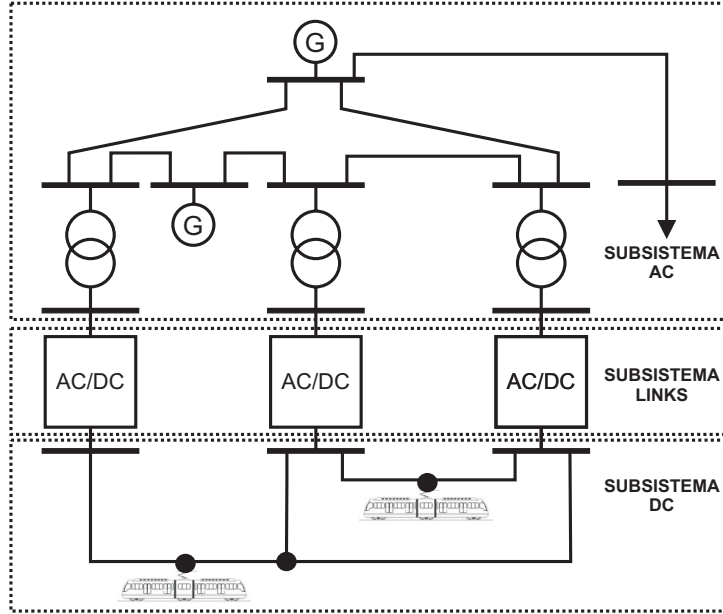 G
G
SUBSISTEMA
AC
AC/DC
AC/DC
AC/DC
SUBSISTEMA
LINKS
SUBSISTEMA
DC